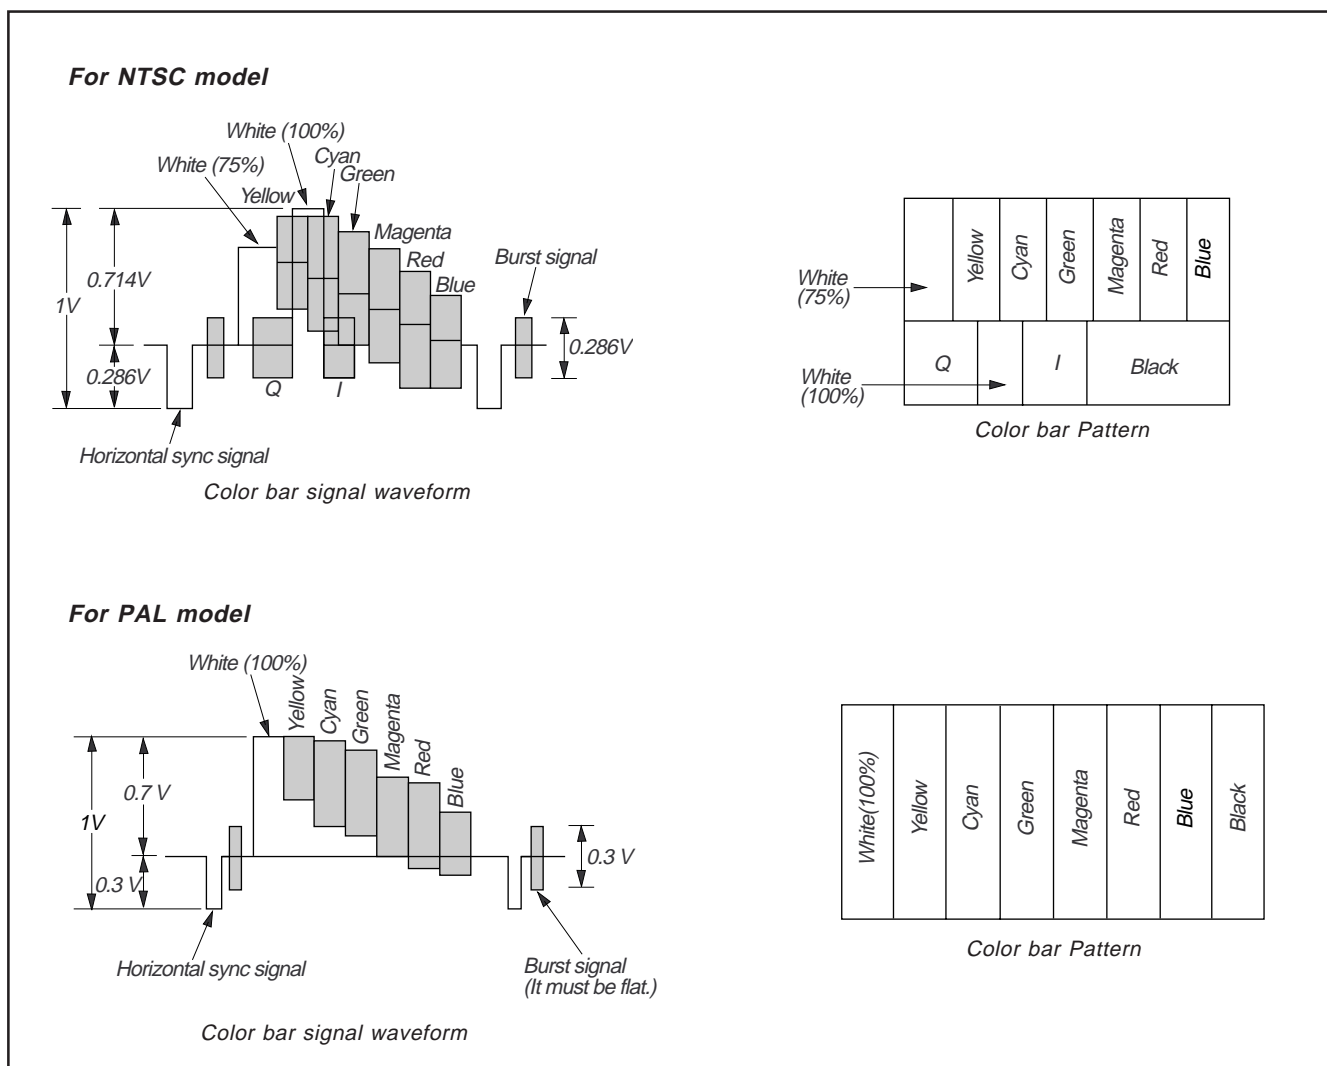 For NTSC model
White (100%)
White (75%)
Cyan
Green
Yellow
Magenta
Red
Blue
Burst signal
0.714V
1V
0.286V
0.286V
Q
I
Horizontal sync signal
Color bar signal waveform
Yellow
Cyan
Green
Magenta
Red
Blue
White
(75%)
Q
I
Black
White
(100%)
Color bar Pattern
For PAL model
White (100%)
Yellow
Cyan
Green
Magenta
Red
Blue
0.7 V
1V
0.3 V
0.3 V
Horizontal sync signal
Burst signal
(It must be flat.)
Color bar signal waveform
White(100%)
Yellow
Cyan
Green
Magenta
Red
Blue
Black
Color bar Pattern